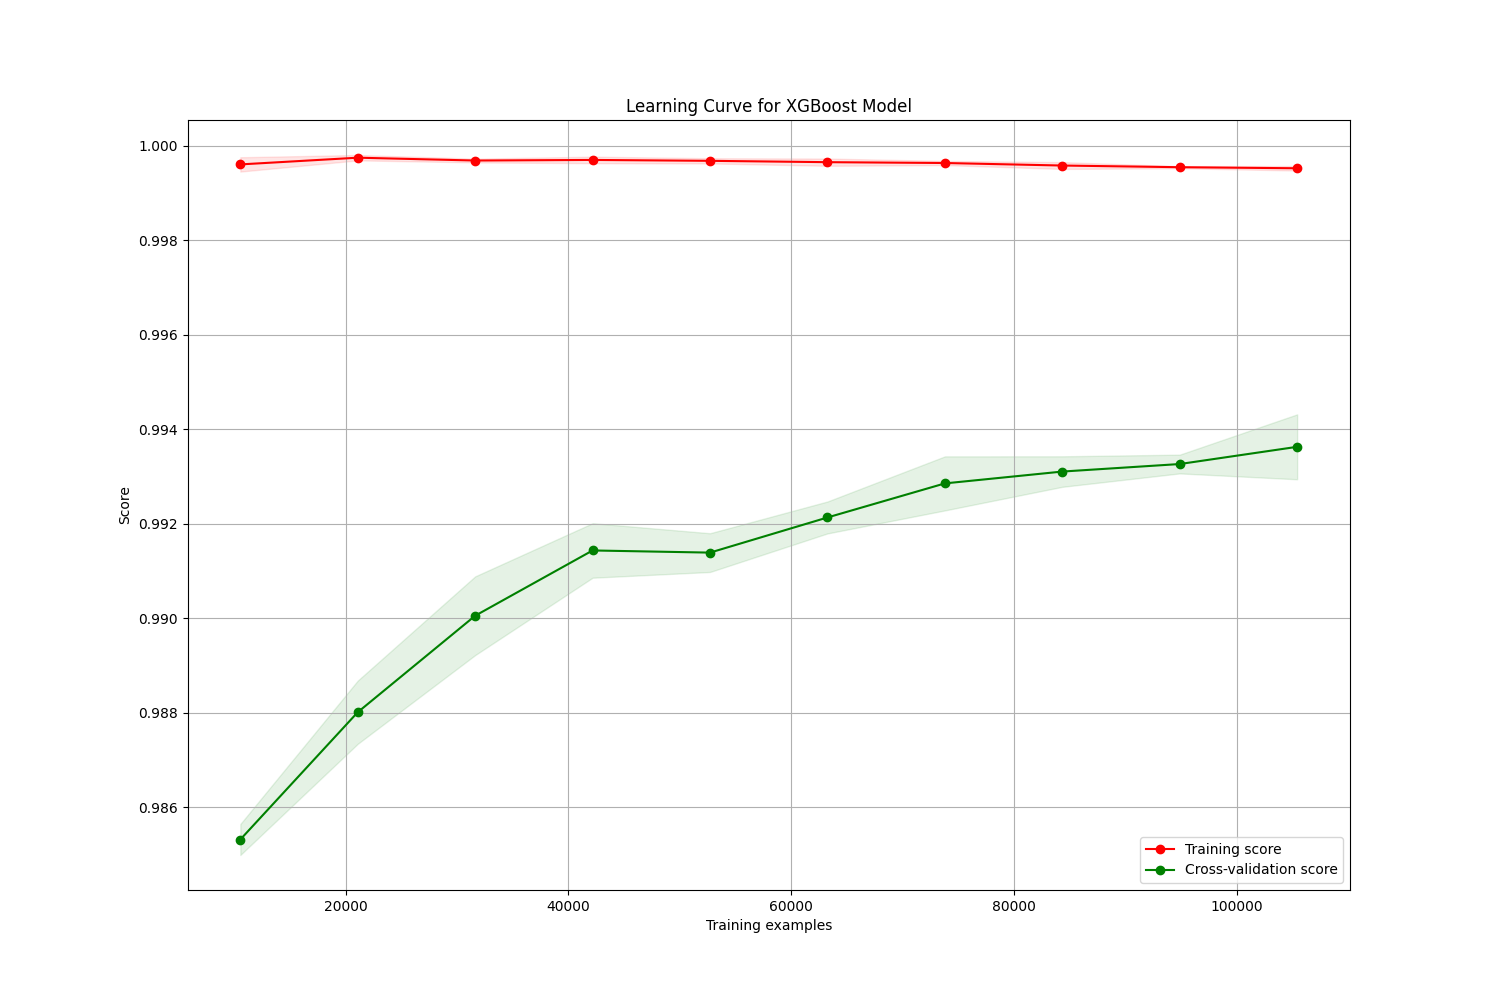 Learning Curve for XGBoost Model
1.000
0.998
0.996
0.994
0.992
0.990
0.988
0.986
Score
Training score
Cross-validation score
20000
40000
60000
80000
100000
Training examples